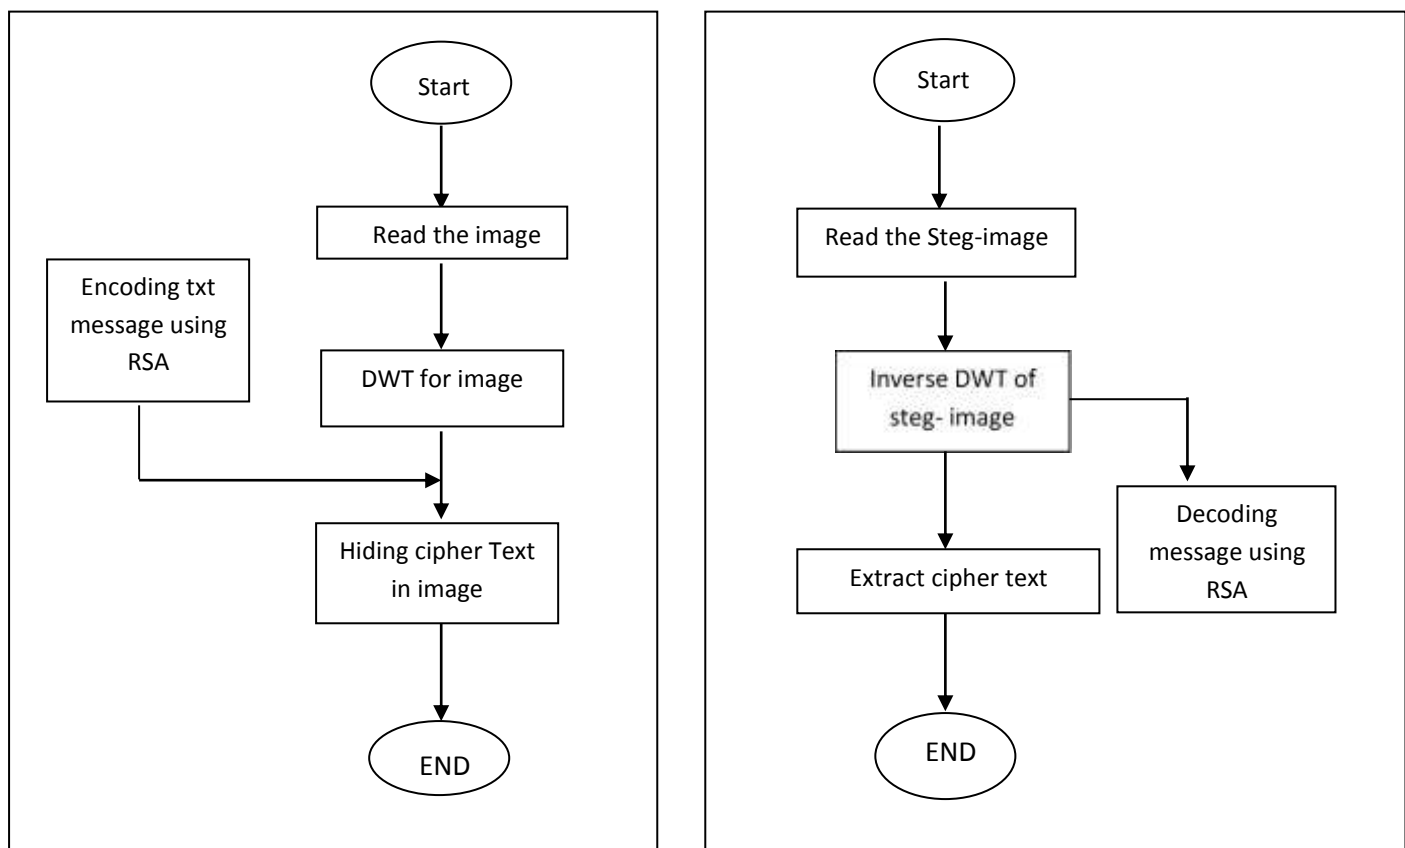 Start
Read the image
Encoding txt
message using
RSA
DWT for image
Hiding cipher Text
in image
END
Start
Read the Steg-image
Inverse DWT of
steg- image
Decoding
message using
RSA
Extract cipher text
END